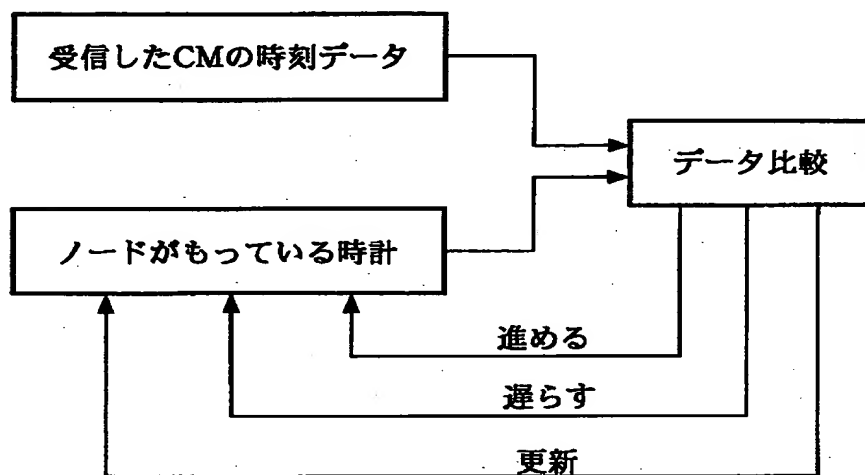 受信したCMの時刻データ
データ比較
ノードがもっている時計
進める
遅らす
更新